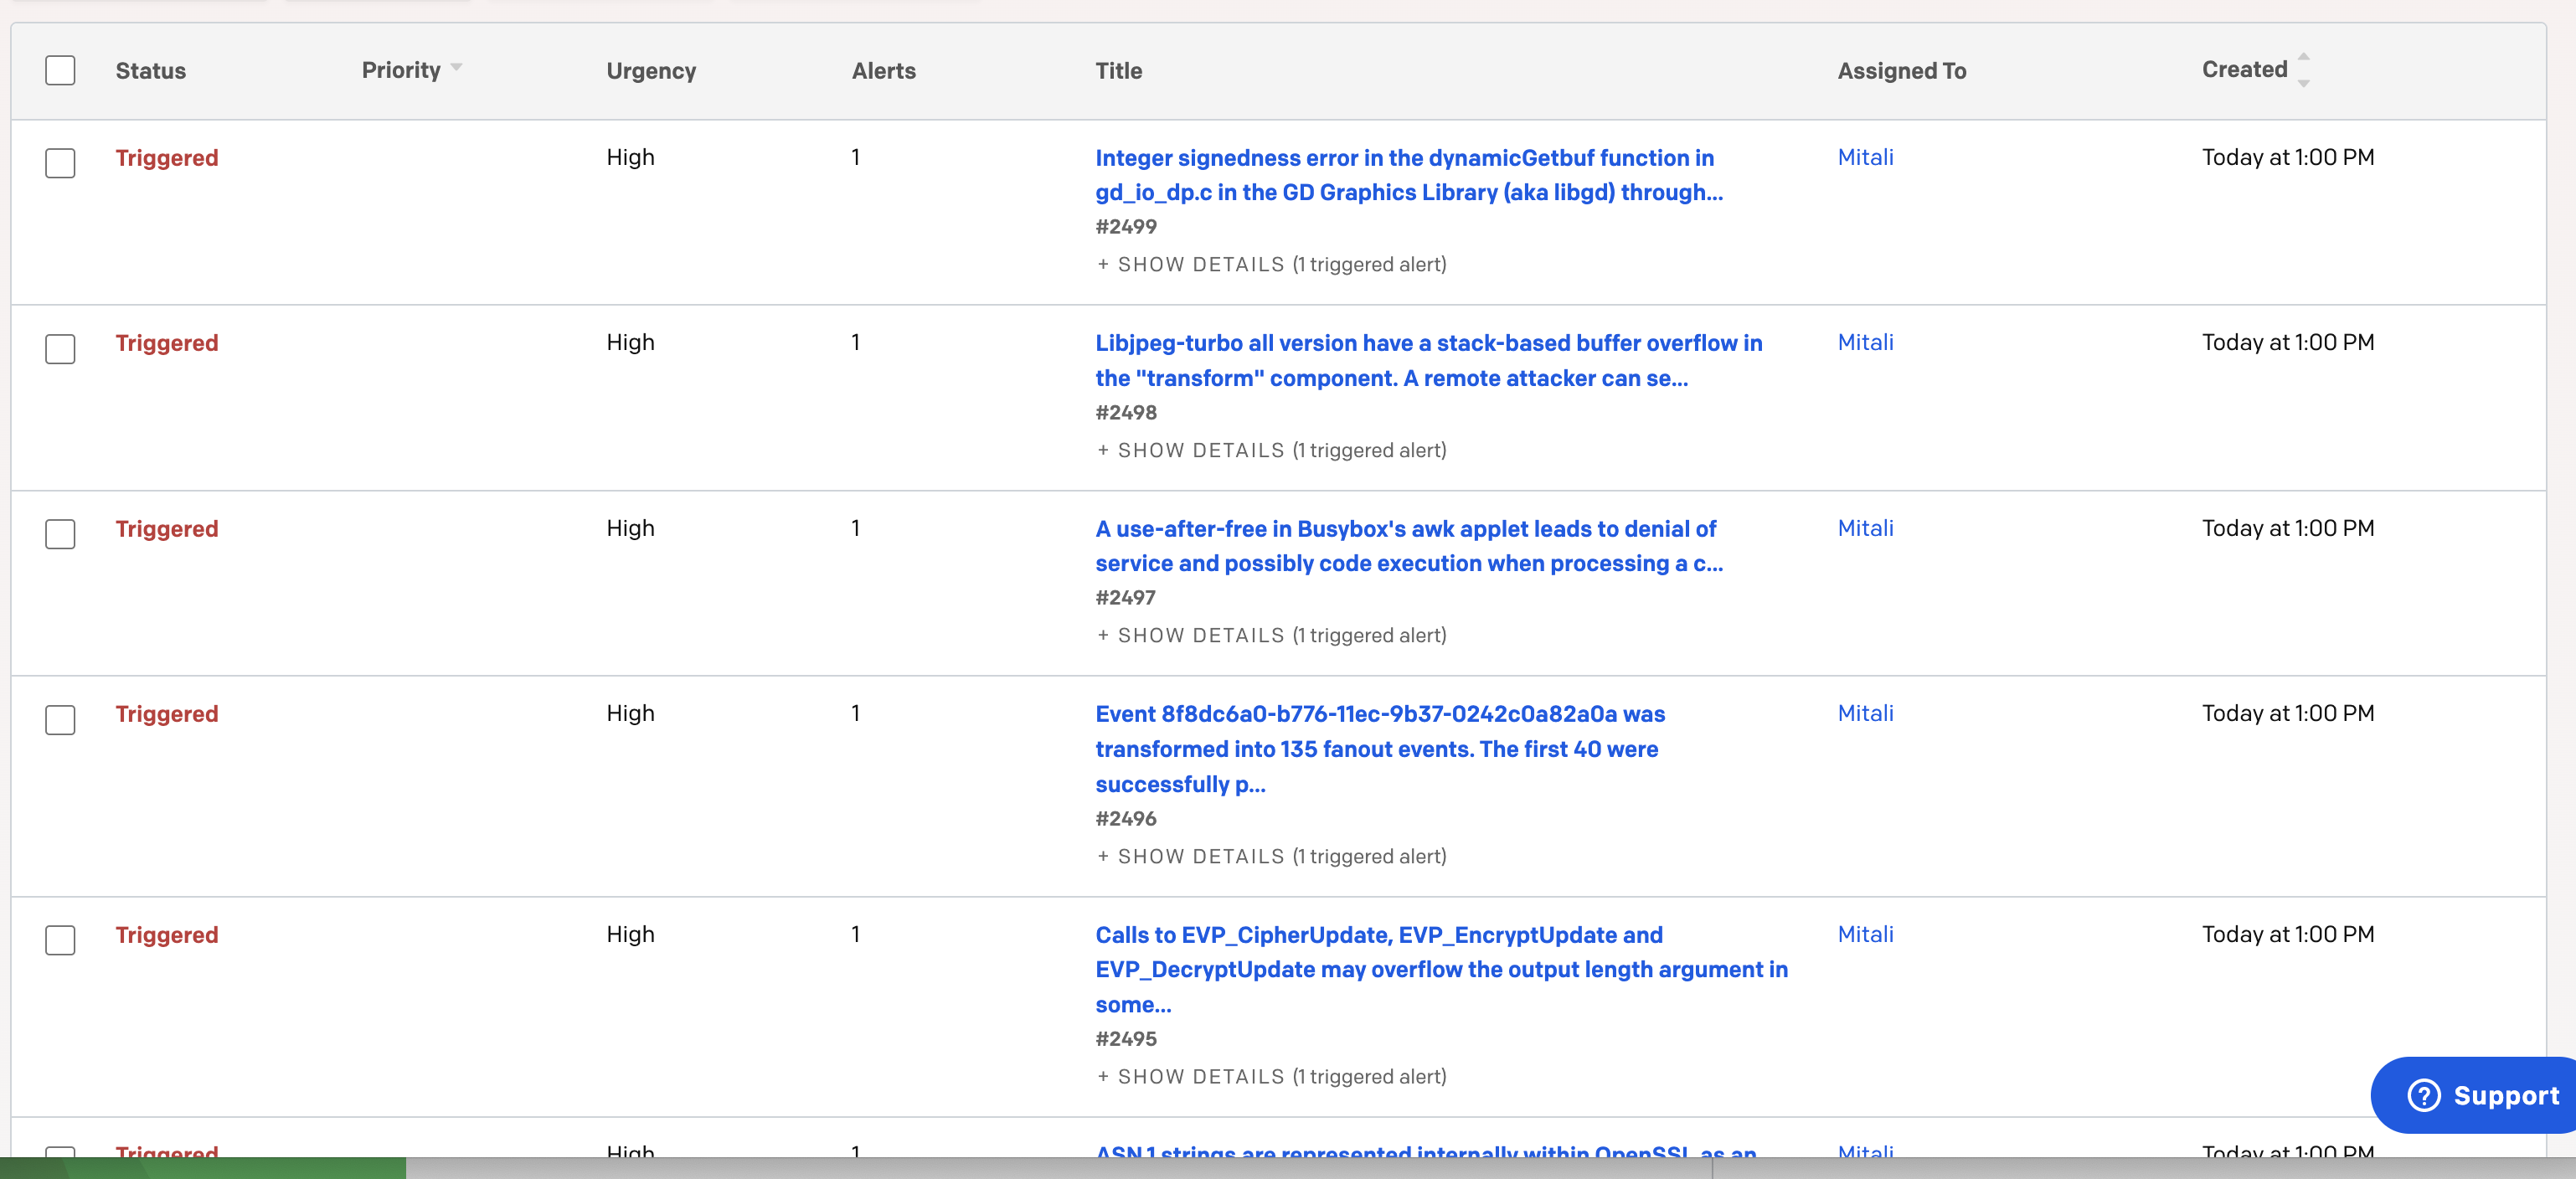 Status Priority Urgency Alerts Title Assigned To Created
Triggered High 1 Integer signedness error in the dynamicGetbuf function in Mitali Today at 1:00 PM
gd_io_dp.c in the GD Graphics Library (aka libgd) through...
#2499
+ SHOW DETAILS (1 triggered alert)
Triggered High 1 Libjpeg-turbo all version have a stack-based buffer overflow in Mitali Today at 1:00 PM
the "transform" component. A remote attacker can se...
#2498
+ SHOW DETAILS (1 triggered alert)
Triggered High 1 A use-after-free in Busybox's awk applet leads to denial of Mitali Today at 1:00 PM
service and possibly code execution when processing a c...
#2497
+ SHOW DETAILS (1 triggered alert)
Triggered High 1 Event 8f8dc6a0-b776-11ec-9b37-0242c0a82a0a was Mitali Today at 1:00 PM
transformed into 135 fanout events. The first 40 were
successfully p...
#2496
+ SHOW DETAILS (1 triggered alert)
Triggered High 1 Calls to EVP_CipherUpdate, EVP_EncryptUpdate and Mitali Today at 1:00 PM
EVP_DecryptUpdate may overflow the output length argument in
some...
#2495
+ SHOW DETAILS (1 triggered alert)
? Support
Triggered High 1 ASN.1 strings are represented internally within OpenSSL as an Mitali Today at 1:00 PM